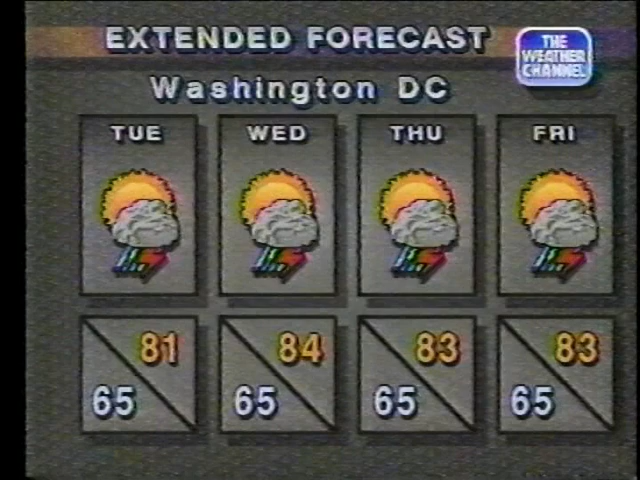 EXTENDED FORECAST
THE
WEATHER
CHANNEL
Washington DC
TUE WED THU FRI
81 84 83 83
65 65 65 65